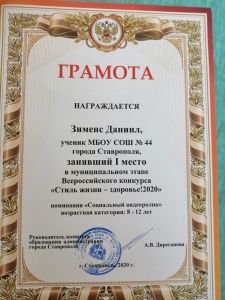 ГРАМОТА
НАГРАЖДАЕТСЯ
Зименс Даниил,
ученик МБОУ СОШ № 44
города Ставрополя,
занявший I место
в муниципальном этапе
Всероссийского конкурса
«Стиль жизни – здоровье!2020»
номинация «Социальный видеоролик»
возрастная категория: 8 - 12 лет
Руководитель комитета
образования администрации
города Ставрополя
г. Ставрополь, 2020 г.